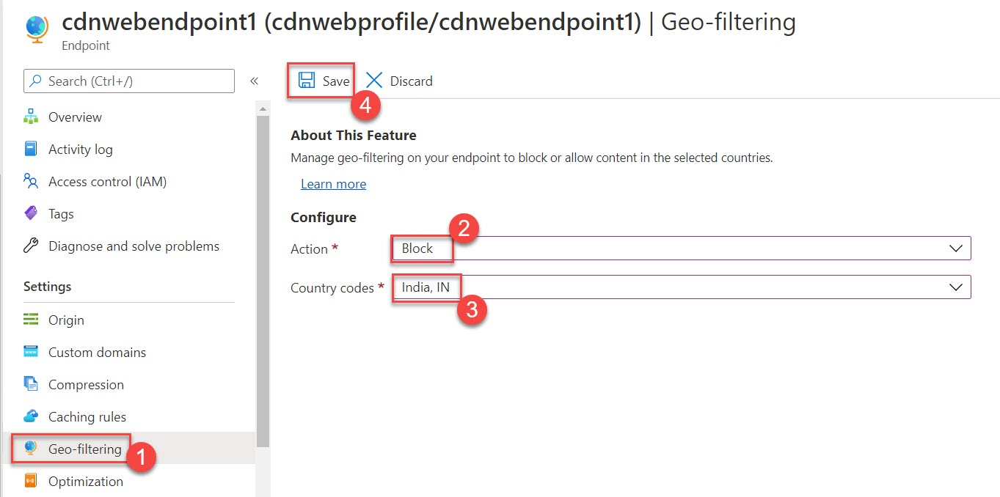 cdnwebendpoint1 (cdnwebprofile/cdnwebendpoint1) | Geo-filtering
Endpoint
Search (Ctrl+/)
«
Overview
Activity log
Access control (IAM)
Tags
Diagnose and solve problems
Settings
Origin
Custom domains
Compression
Caching rules
Geo-filtering
1
Optimization
Save
Discard
4
About This Feature
Manage geo-filtering on your endpoint to block or allow content in the selected countries.
Learn more
Configure
2
Action * Block
Country codes * India, IN
3